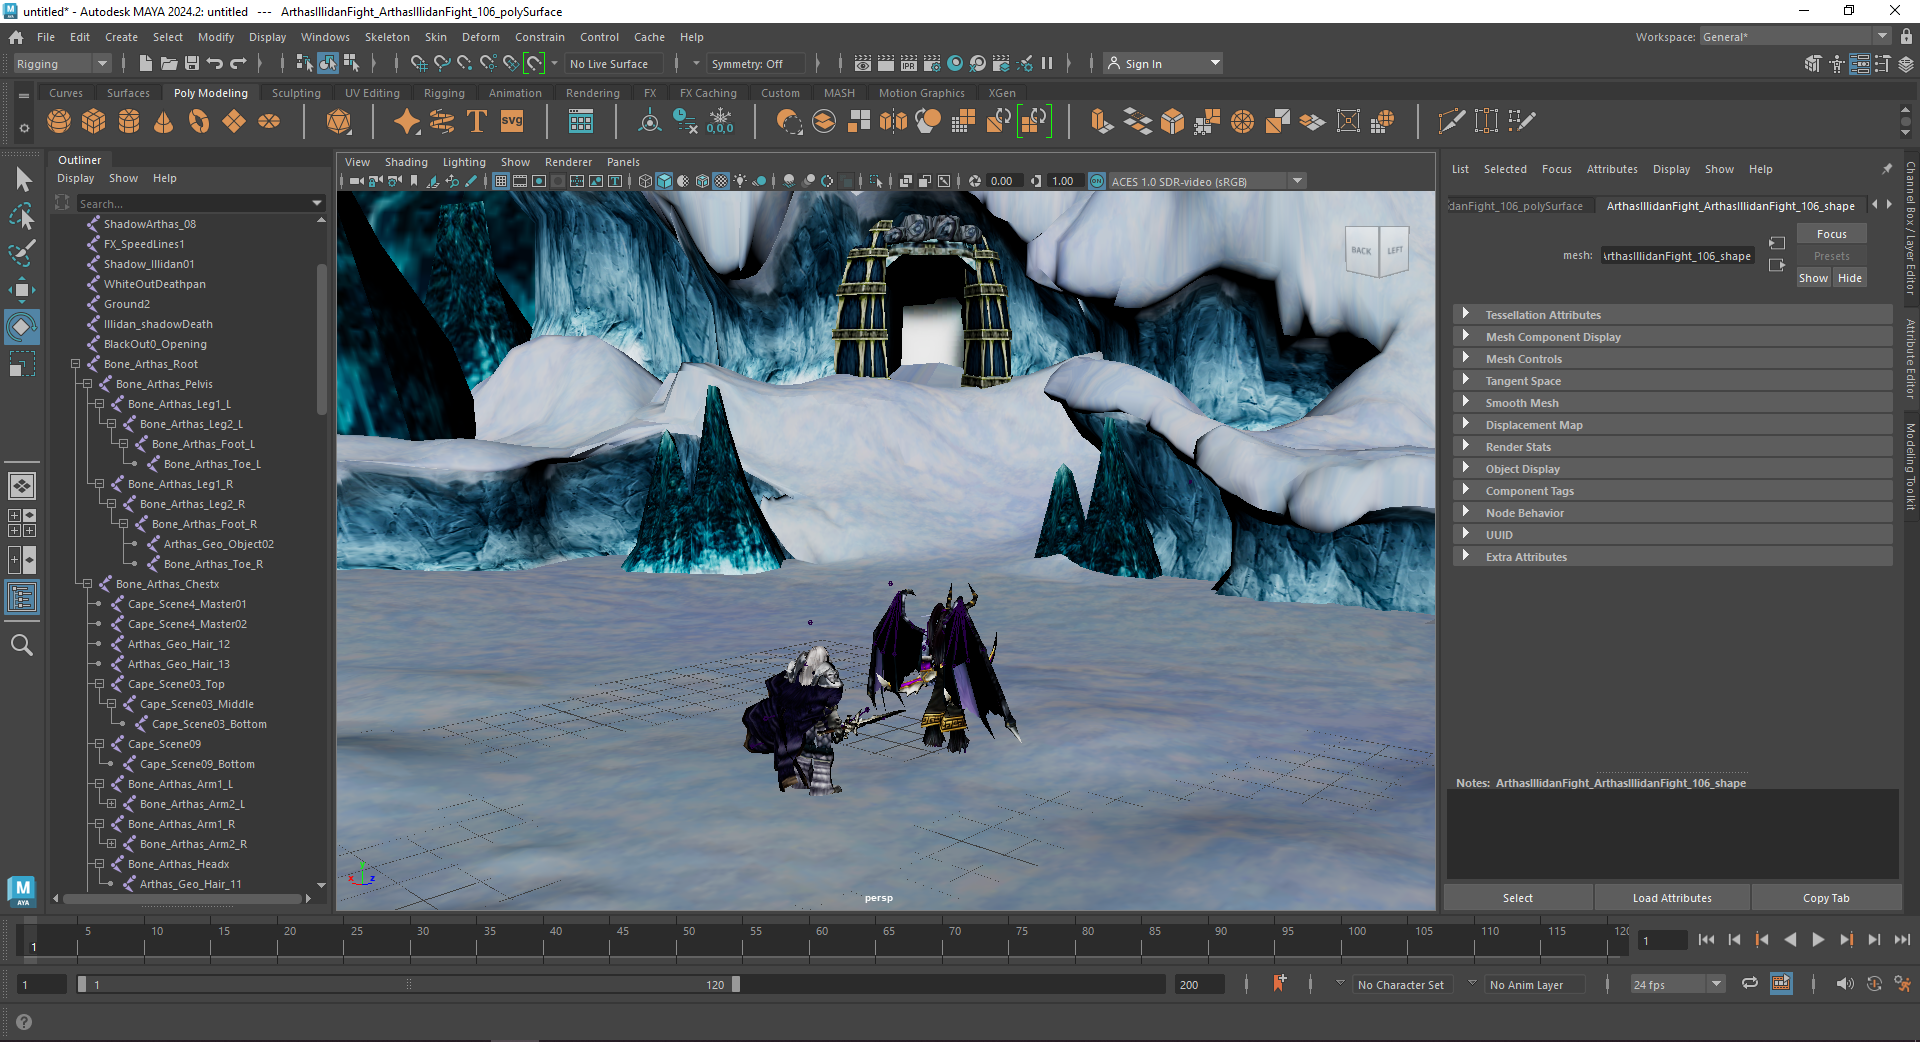 untitled* - Autodesk MAYA 2024.2: untitled   ---   ArthasIllidanFight_ArthasIllidanFight_106_polySurface
File Edit Create Select Modify Display Windows Skeleton Skin Deform Constrain Control Cache Help
Workspace: General*
Rigging
No Live Surface
Symmetry: Off
Sign In
Curves Surfaces Poly Modeling Sculpting UV Editing Rigging Animation Rendering FX FX Caching Custom MASH Motion Graphics XGen
Outliner
Display Show Help
Search...
ShadowArthas_08
FX_SpeedLines1
Shadow_Illidan01
WhiteOutDeathpan
Ground2
Illidan_shadowDeath
BlackOut0_Opening
Bone_Arthas_Root
Bone_Arthas_Pelvis
Bone_Arthas_Leg1_L
Bone_Arthas_Leg2_L
Bone_Arthas_Foot_L
Bone_Arthas_Toe_L
Bone_Arthas_Leg1_R
Bone_Arthas_Leg2_R
Bone_Arthas_Foot_R
Arthas_Geo_Object02
Bone_Arthas_Toe_R
Bone_Arthas_Chestx
Cape_Scene4_Master01
Cape_Scene4_Master02
Arthas_Geo_Hair_12
Arthas_Geo_Hair_13
Cape_Scene03_Top
Cape_Scene03_Middle
Cape_Scene03_Bottom
Cape_Scene09
Cape_Scene09_Bottom
Bone_Arthas_Arm1_L
Bone_Arthas_Arm2_L
Bone_Arthas_Arm1_R
Bone_Arthas_Arm2_R
Bone_Arthas_Headx
Arthas_Geo_Hair_11
View Shading Lighting Show Renderer Panels
0.00
1.00
ACES 1.0 SDR-video (sRGB)
BACK
LEFT
persp
List Selected Focus Attributes Display Show Help
danFight_106_polySurface
ArthasIllidanFight_ArthasIllidanFight_106_shape
mesh:
ArthasIllidanFight_106_shape
Focus
Presets
Show
Hide
Tessellation Attributes
Mesh Component Display
Mesh Controls
Tangent Space
Smooth Mesh
Displacement Map
Render Stats
Object Display
Component Tags
Node Behavior
UUID
Extra Attributes
Notes: ArthasIllidanFight_ArthasIllidanFight_106_shape
Select
Load Attributes
Copy Tab
Channel Box / Layer Editor
Attribute Editor
Modeling Toolkit
5 10 15 20 25 30 35 40 45 50 55 60 65 70 75 80 85 90 95 100 105 110 115 120
1
1
1
1
120
200
No Character Set
No Anim Layer
24 fps